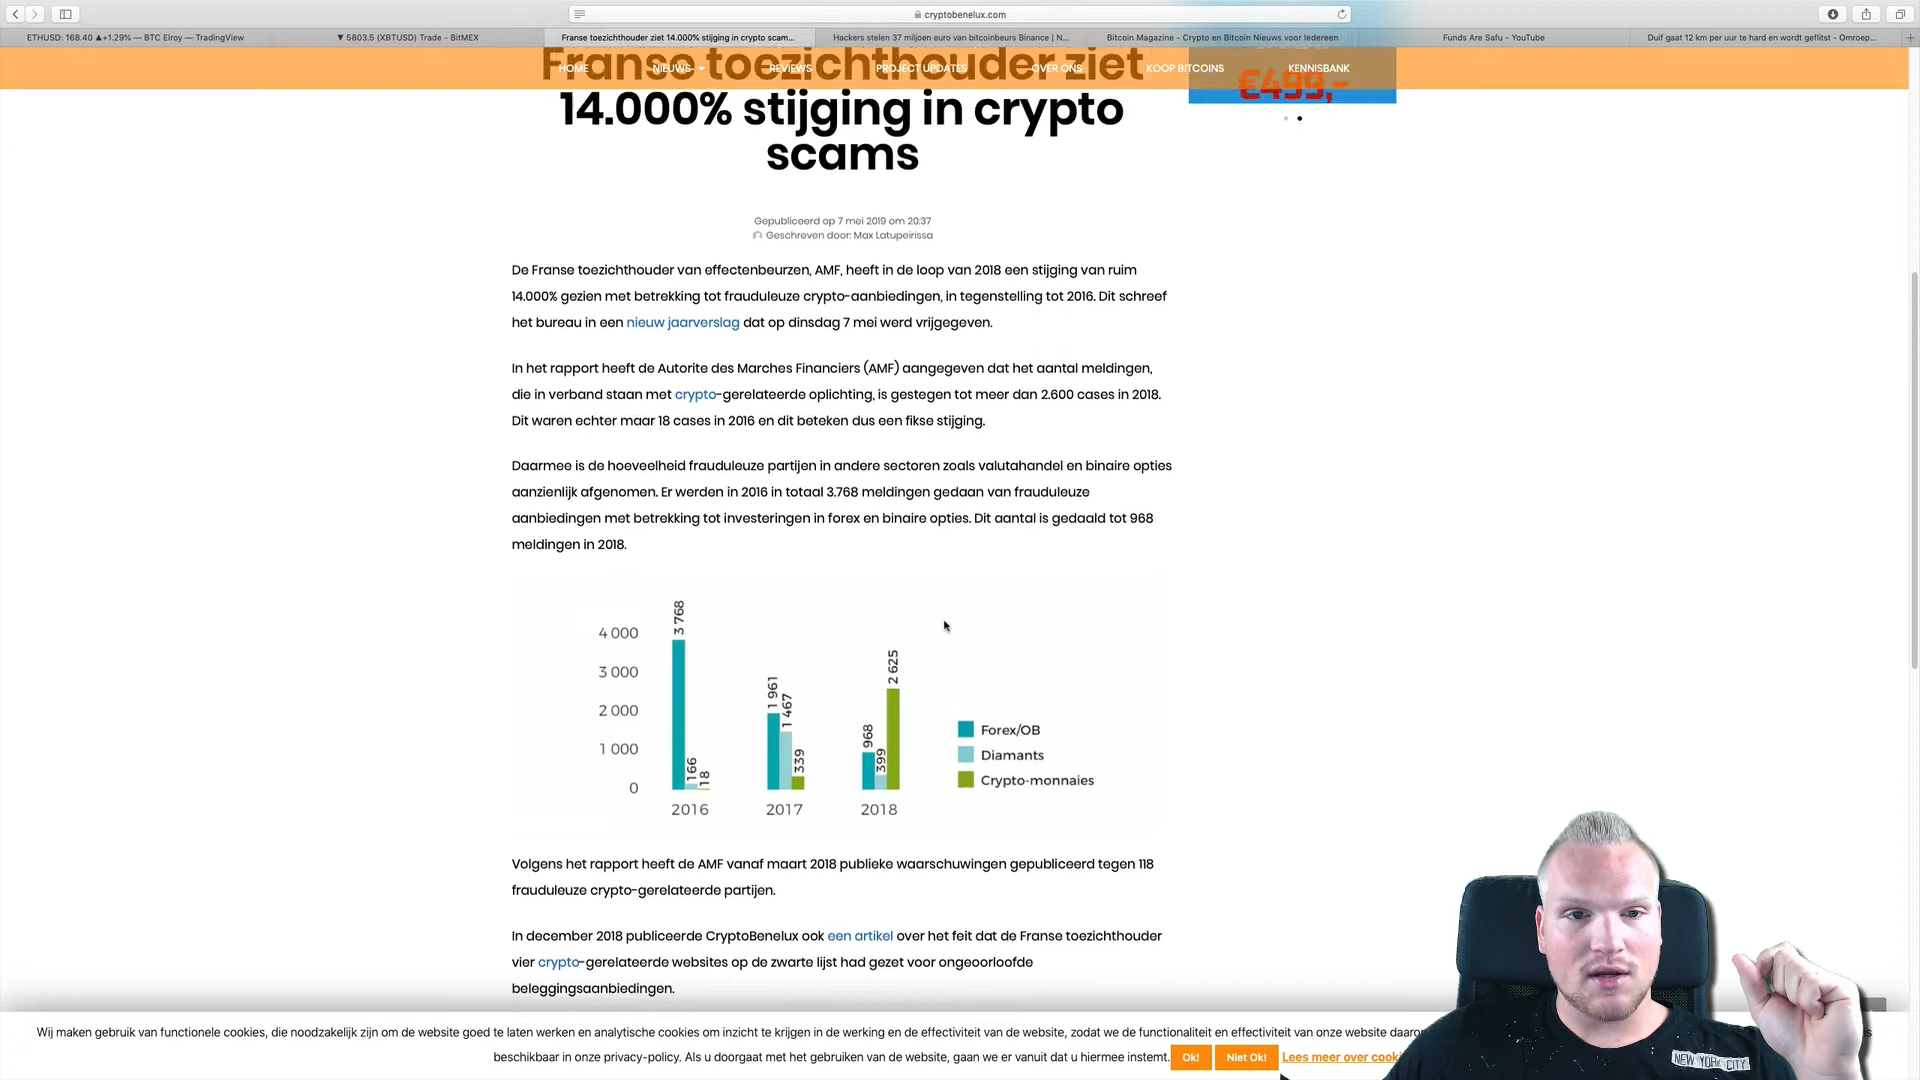 cryptobenelux.com
ETHUSD: 168.40 ▲+1.29% — BTC Elroy — TradingView
▼ 5803.5 (XBTUSD) Trade - BitMEX
Franse toezichthouder ziet 14.000% stijging in crypto scam...
Hackers stelen 37 miljoen euro van bitcoinbeurs Binance | N...
Bitcoin Magazine - Crypto en Bitcoin Nieuws voor Iedereen
Funds Are Safu - YouTube
Duif gaat 12 km per uur te hard en wordt geflitst - Omroep...
HOME
NIEUWS
REVIEWS
PROJECT UPDATES
OVER ONS
KOOP BITCOINS
KENNISBANK
Franse toezichthouder ziet
14.000% stijging in crypto
scams
€499,-
Gepubliceerd op 7 mei 2019 om 20:37
Geschreven door: Max Latupeirissa
De Franse toezichthouder van effectenbeurzen, AMF, heeft in de loop van 2018 een stijging van ruim
14.000% gezien met betrekking tot frauduleuze crypto-aanbiedingen, in tegenstelling tot 2016. Dit schreef
het bureau in een nieuw jaarverslag dat op dinsdag 7 mei werd vrijgegeven.
In het rapport heeft de Autorite des Marches Financiers (AMF) aangegeven dat het aantal meldingen,
die in verband staan met crypto-gerelateerde oplichting, is gestegen tot meer dan 2.600 cases in 2018.
Dit waren echter maar 18 cases in 2016 en dit beteken dus een fikse stijging.
Daarmee is de hoeveelheid frauduleuze partijen in andere sectoren zoals valutahandel en binaire opties
aanzienlijk afgenomen. Er werden in 2016 in totaal 3.768 meldingen gedaan van frauduleuze
aanbiedingen met betrekking tot investeringen in forex en binaire opties. Dit aantal is gedaald tot 968
meldingen in 2018.
4 000
3 000
2 000
1 000
0
3 768
166
18
1 961
1 467
339
968
399
2 625
2016
2017
2018
Forex/OB
Diamants
Crypto-monnaies
Volgens het rapport heeft de AMF vanaf maart 2018 publieke waarschuwingen gepubliceerd tegen 118
frauduleuze crypto-gerelateerde partijen.
In december 2018 publiceerde CryptoBenelux ook een artikel over het feit dat de Franse toezichthouder
vier crypto-gerelateerde websites op de zwarte lijst had gezet voor ongeoorloofde
beleggingsaanbiedingen.
Wij maken gebruik van functionele cookies, die noodzakelijk zijn om de website goed te laten werken en analytische cookies om inzicht te krijgen in de werking en de effectiviteit van de website, zodat we de functionaliteit en effectiviteit van onze website
beschikbaar in onze privacy-policy. Als u doorgaat met het gebruiken van de website, gaan we er vanuit dat u hiermee instemt.
Ok!
Niet Ok!
Lees meer over
NEW YORK CITY